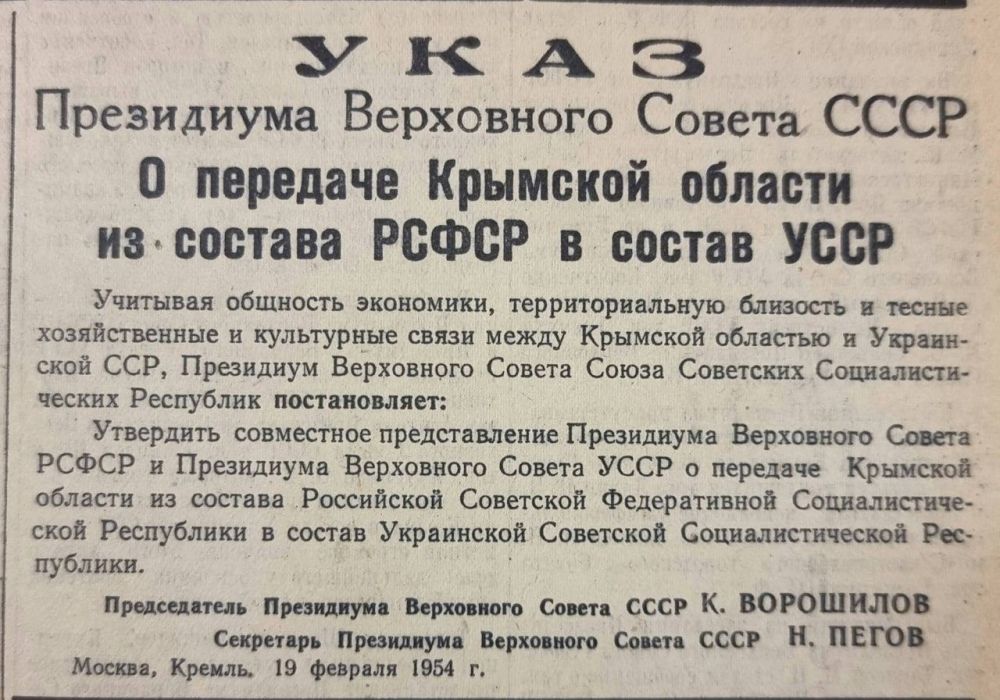 УКАЗ
Президиума Верховного Совета СССР
О передаче Крымской области
из состава РСФСР в состав УССР
Учитывая общность экономики, территориальную близость и тесные
хозяйственные и культурные связи между Крымской областью и Украин-
ской ССР, Президиум Верховного Совета Союза Советских Социалисти-
ческих Республик постановляет:
Утвердить совместное представление Президиума Верховного Совета
РСФСР и Президиума Верховного Совета УССР о передаче Крымской
области из состава Российской Советской Федеративной Социалистиче-
ской Республики в состав Украинской Советской Социалистической Рес-
публики.
Председатель Президиума Верховного Совета СССР К. ВОРОШИЛОВ
Секретарь Президиума Верховного Совета СССР Н. ПЕГОВ
Москва, Кремль. 19 февраля 1954 г.